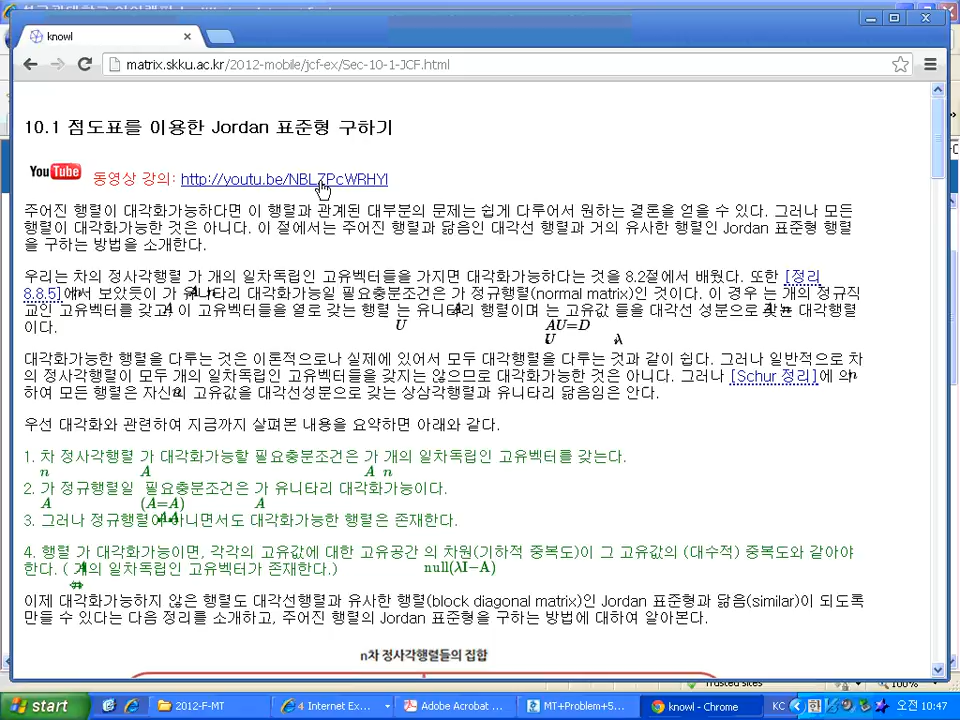 knowl
matrix.skku.ac.kr/2012-mobile/jcf-ex/Sec-10-1-JCF.html
10.1 점도표를 이용한 Jordan 표준형 구하기
YouTube 동영상 강의: http://youtu.be/NBLZPcWRHYI
주어진 행렬이 대각화가능하다면 이 행렬과 관계된 대부분의 문제는 쉽게 다루어서 원하는 결론을 얻을 수 있다. 그러나 모든
행렬이 대각화가능한 것은 아니다. 이 절에서는 주어진 행렬과 닮음인 대각선 행렬과 거의 유사한 행렬인 Jordan 표준형 행렬
을 구하는 방법을 소개한다.
우리는 차의 정사각행렬 가 개의 일차독립인 고유벡터들을 가지면 대각화가능하다는 것을 8.2절에서 배웠다. 또한 [정리
8.8.5]에서 보았듯이 가 유니타리 대각화가능일 필요충분조건은 가 정규행렬(normal matrix)인 것이다. 이 경우 는 개의 정규직
교인 고유벡터를 갖고 이 고유벡터들을 열로 갖는 행렬 는 유니타리 행렬이며 는 고유값 들을 대각선 성분으로 갖는 대각행렬
이다.
U AU=D
U λ
대각화가능한 행렬을 다루는 것은 이론적으로나 실제에 있어서 모두 대각행렬을 다루는 것과 같이 쉽다. 그러나 일반적으로 차
의 정사각행렬이 모두 개의 일차독립인 고유벡터들을 갖지는 않으므로 대각화가능한 것은 아니다. 그러나 [Schur 정리]에 의
하여 모든 행렬은 자신의 고유값을 대각선성분으로 갖는 상삼각행렬과 유니타리 닮음임은 안다.
우선 대각화와 관련하여 지금까지 살펴본 내용을 요약하면 아래와 같다.
1. 차 정사각행렬 가 대각화가능할 필요충분조건은 가 개의 일차독립인 고유벡터를 갖는다.
n A A n
2. 가 정규행렬일 필요충분조건은 가 유니타리 대각화가능이다.
A (A=A) A
3. 그러나 정규행렬이 아니면서도 대각화가능한 행렬은 존재한다.
4. 행렬 가 대각화가능이면, 각각의 고유값에 대한 고유공간 의 차원(기하적 중복도)이 그 고유값의 (대수적) 중복도와 같아야
한다. ( 개의 일차독립인 고유벡터가 존재한다.) null(λI−A)
⇔
이제 대각화가능하지 않은 행렬도 대각선행렬과 유사한 행렬(block diagonal matrix)인 Jordan 표준형과 닮음(similar)이 되도록
만들 수 있다는 다음 정리를 소개하고, 주어진 행렬의 Jordan 표준형을 구하는 방법에 대하여 알아본다.
n차 정사각행렬들의 집합
start 2012-F-MT 4 Internet Ex... Adobe Acrobat ... MT+Problem+5... knowl - Chrome KC 오전 10:47